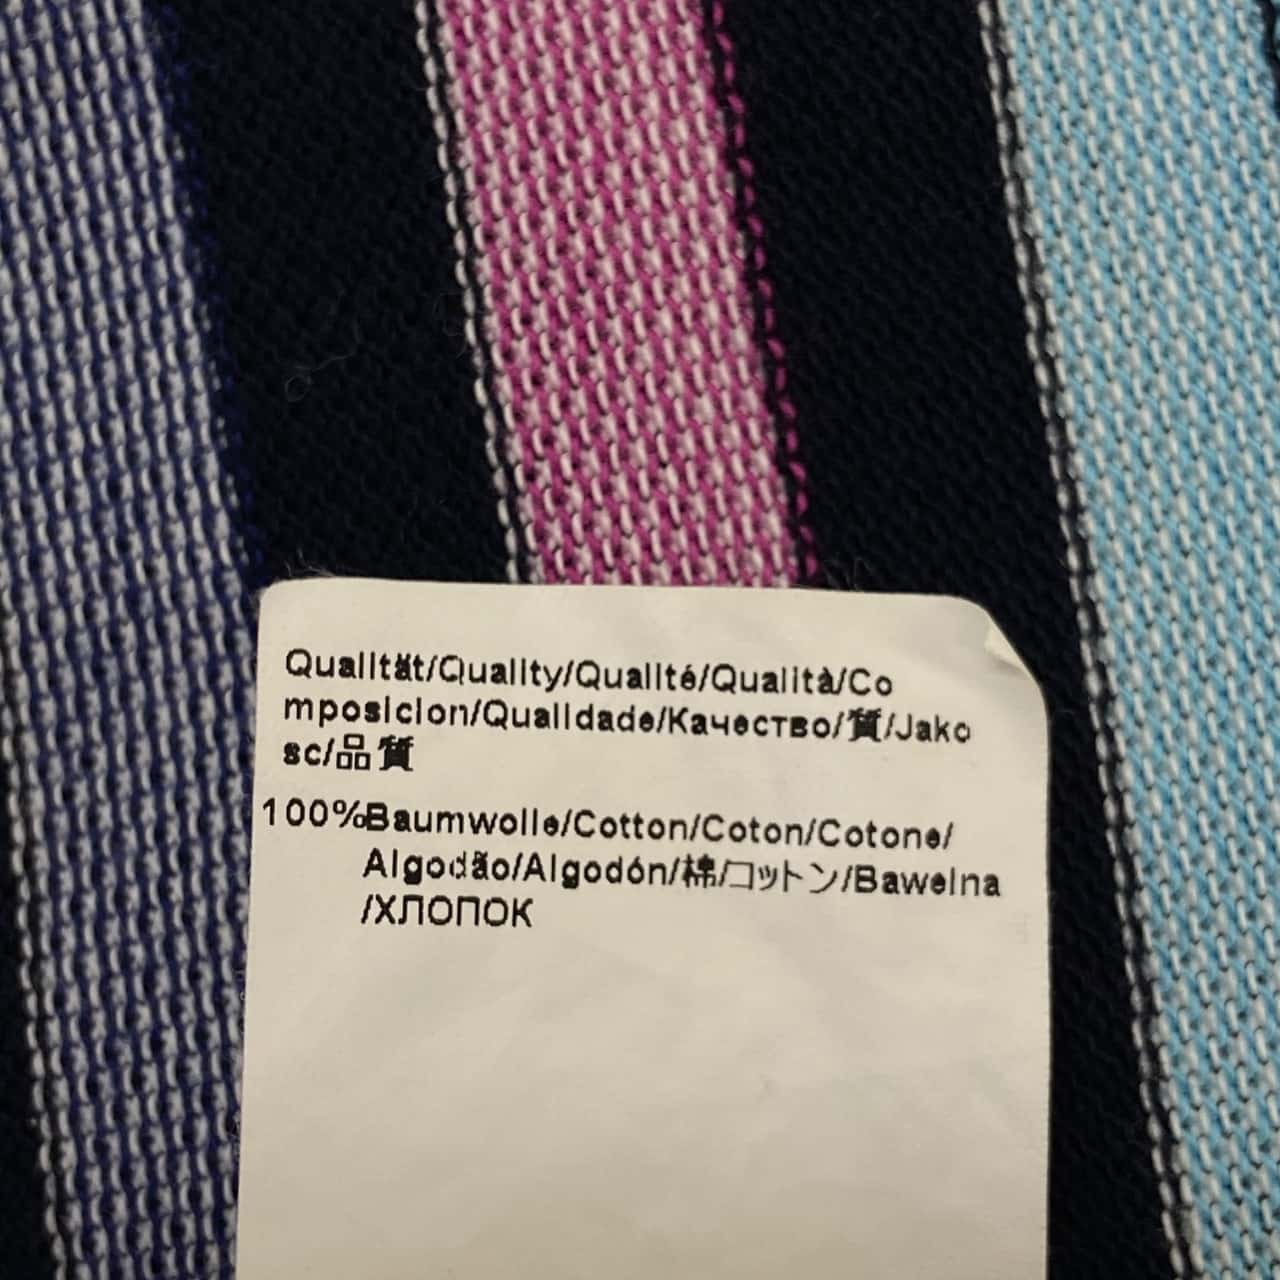 Qualität/Quality/Qualité/Qualità/Co
mposicion/Qualidade/Качество/質/Jako
sc/品質
100%Baumwolle/Cotton/Coton/Cotone/
Algodão/Algodón/棉/コットン/Bawelna
/ХЛОПОК